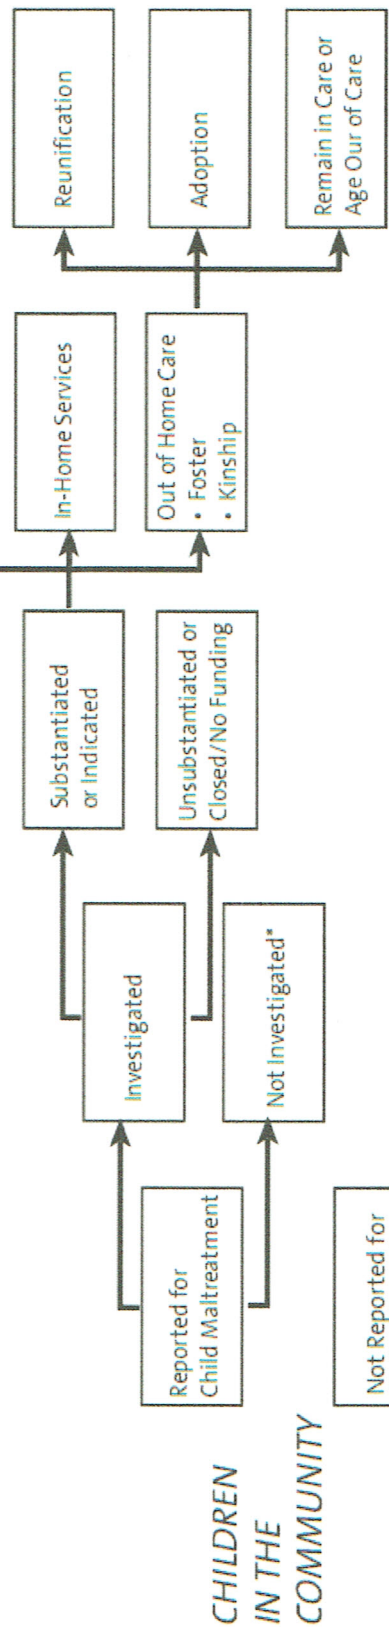 CHILDREN
IN THE
COMMUNITY
Reported for
Child Maltreatment
Not Reported for
Investigated
Not Investigated*
Substantiated
or Indicated
Unsubstantiated or
Closed/No Funding
In-Home Services
Out of Home Care
• Foster
• Kinship
Reunification
Adoption
Remain in Care or
Age Our of Care